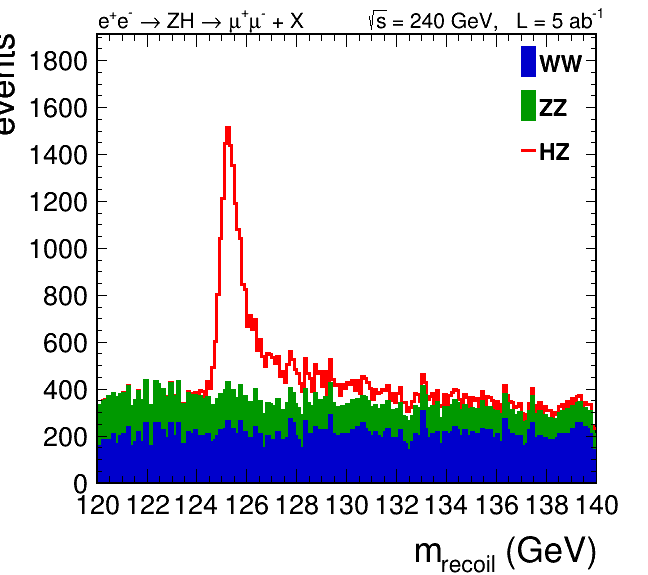 e⁺e⁻ → ZH → μ⁺μ⁻ + X √s = 240 GeV, L = 5 ab⁻¹
events
1800
1600
1400
1200
1000
800
600
400
200
0
WW
ZZ
HZ
120 122 124 126 128 130 132 134 136 138 140
m_recoil (GeV)